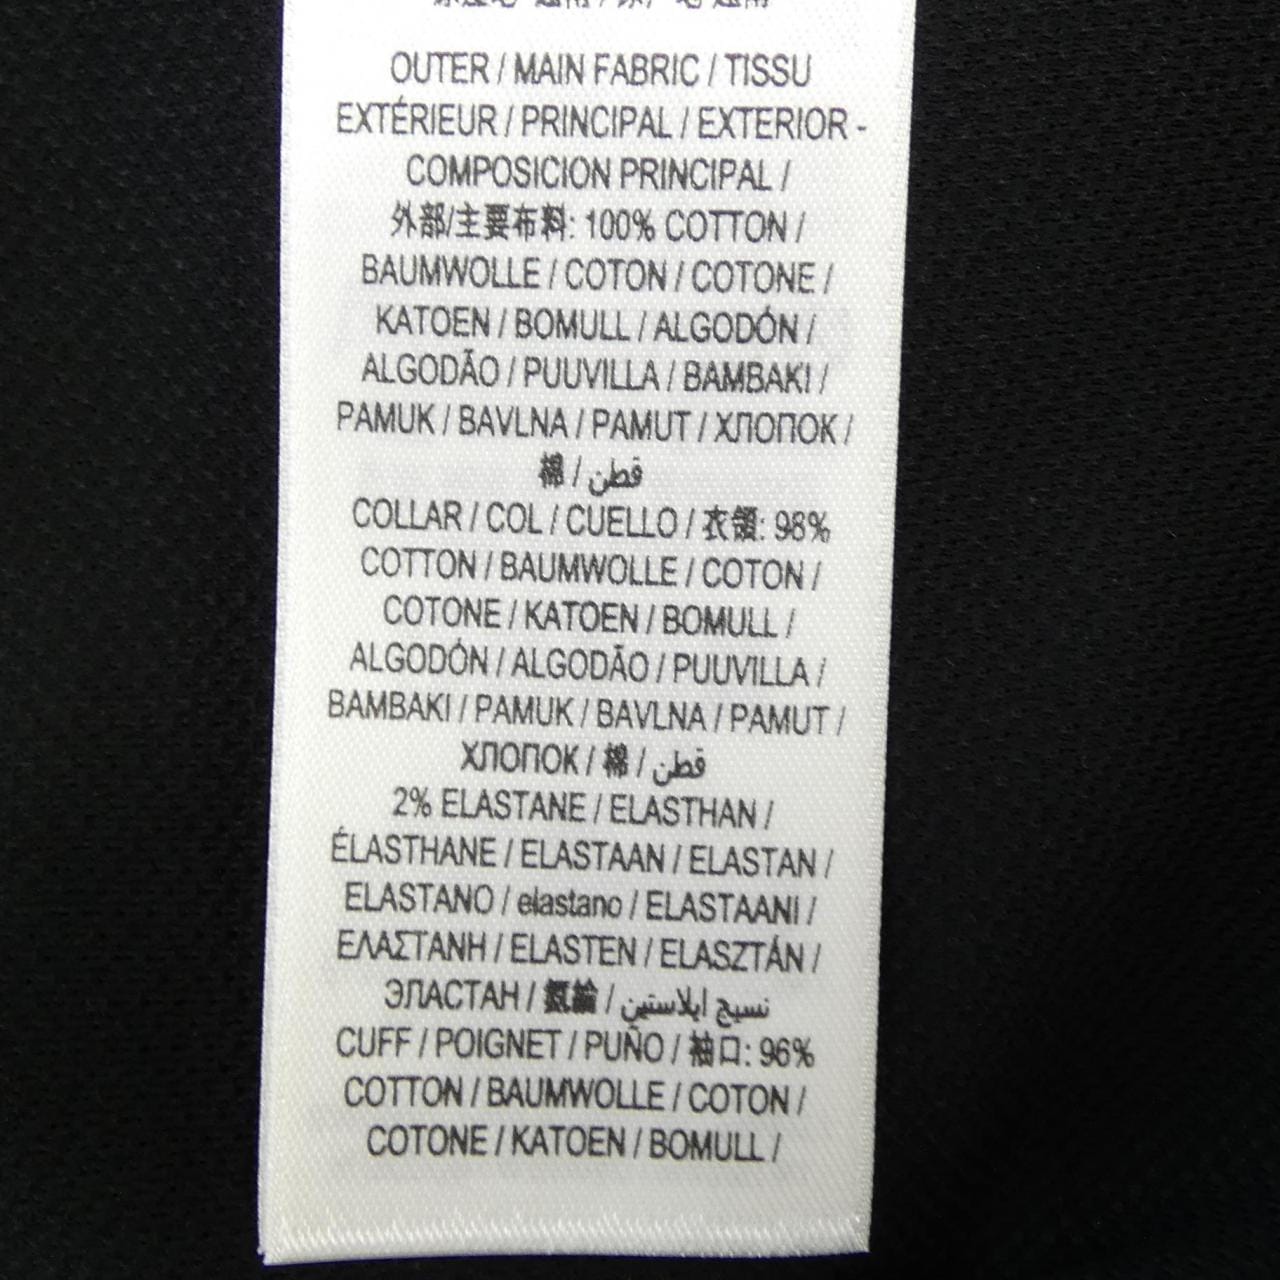 OUTER / MAIN FABRIC / TISSU
EXTÉRIEUR / PRINCIPAL / EXTERIOR -
COMPOSICION PRINCIPAL /
外部/主要布料: 100% COTTON /
BAUMWOLLE / COTON / COTONE /
KATOEN / BOMULL / ALGODÓN /
ALGODÃO / PUUVILLA / BAMBAKI /
PAMUK / BAVLNA / PAMUT / ХЛОПОК /
棉 / قطن
COLLAR / COL / CUELLO / 衣領: 98%
COTTON / BAUMWOLLE / COTON /
COTONE / KATOEN / BOMULL /
ALGODÓN / ALGODÃO / PUUVILLA /
BAMBAKI / PAMUK / BAVLNA / PAMUT /
ХЛОПОК / 棉 / قطن
2% ELASTANE / ELASTHAN /
ÉLASTHANE / ELASTAAN / ELASTAN /
ELASTANO / elastano / ELASTAANI /
ΕΛΑΣΤΑΝΗ / ELASTEN / ELASZTÁN /
ЭЛАСТАН / 氨綸 / نسيج ايلاستين
CUFF / POIGNET / PUÑO / 袖口: 96%
COTTON / BAUMWOLLE / COTON /
COTONE / KATOEN / BOMULL /